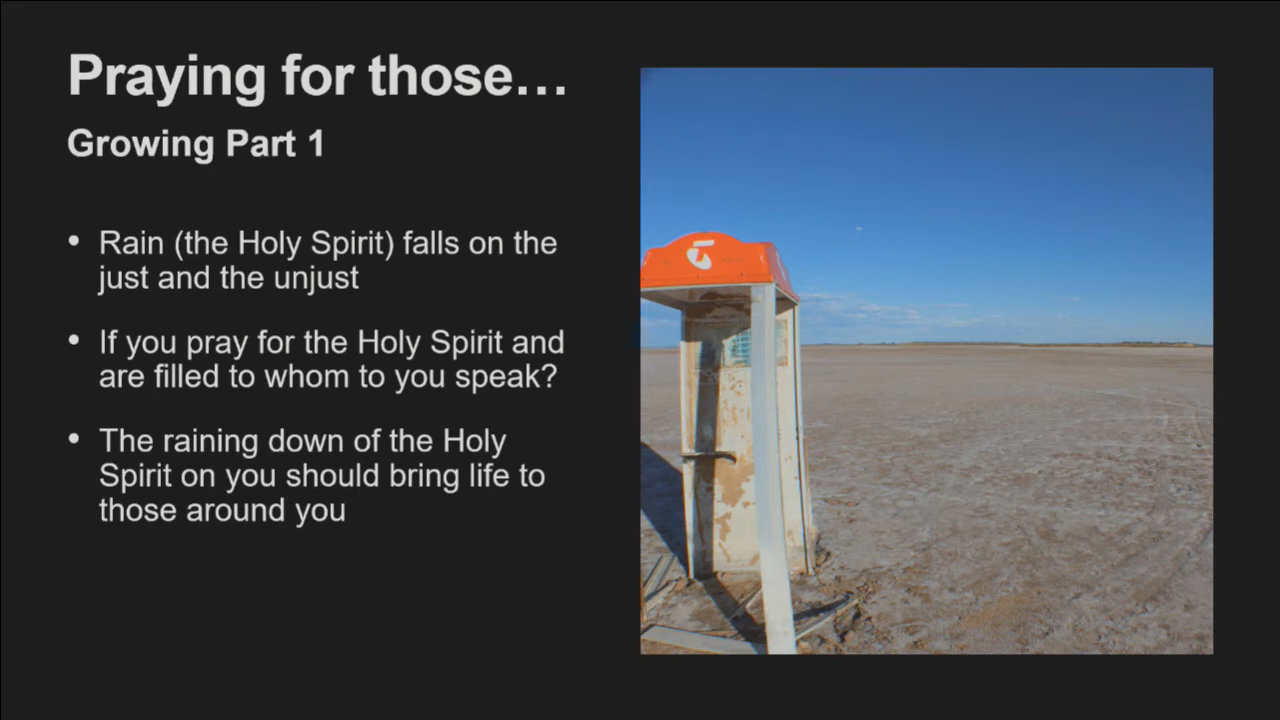 Praying for those…
Growing Part 1
• Rain (the Holy Spirit) falls on the
just and the unjust
• If you pray for the Holy Spirit and
are filled to whom to you speak?
• The raining down of the Holy
Spirit on you should bring life to
those around you